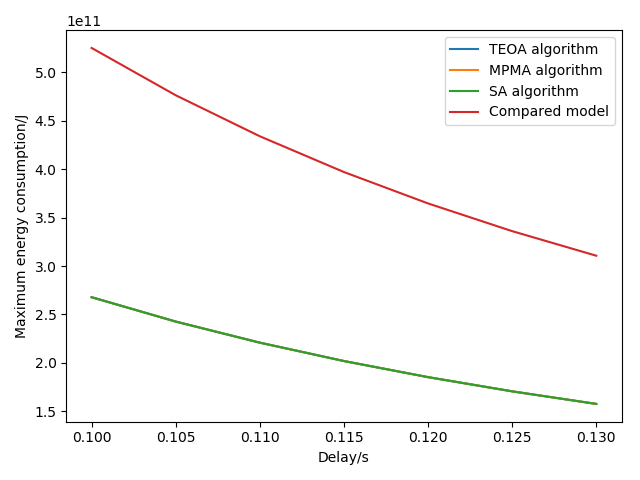 1e11
TEOA algorithm
MPMA algorithm
SA algorithm
Compared model
Maximum energy consumption/J
5.0
4.5
4.0
3.5
3.0
2.5
2.0
1.5
0.100 0.105 0.110 0.115 0.120 0.125 0.130
Delay/s